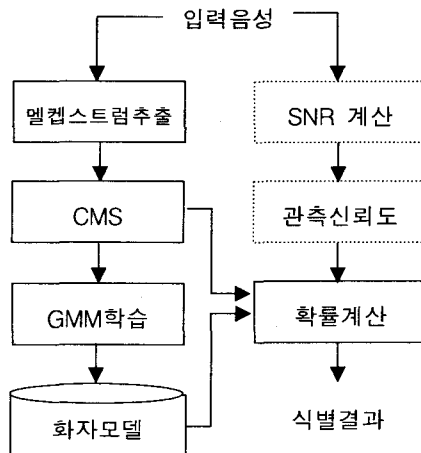 입력음성
멜켑스트럼추출
SNR 계산
CMS
관측신뢰도
GMM학습
확률계산
화자모델
식별결과